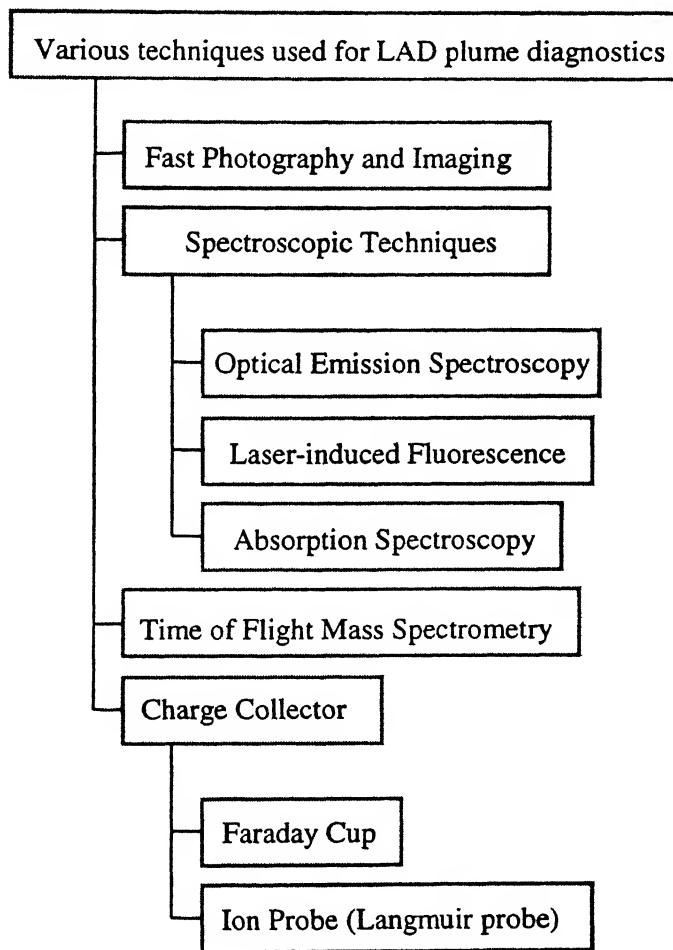 Various techniques used for LAD plume diagnostics
Fast Photography and Imaging
Spectroscopic Techniques
Optical Emission Spectroscopy
Laser-induced Fluorescence
Absorption Spectroscopy
Time of Flight Mass Spectrometry
Charge Collector
Faraday Cup
Ion Probe (Langmuir probe)